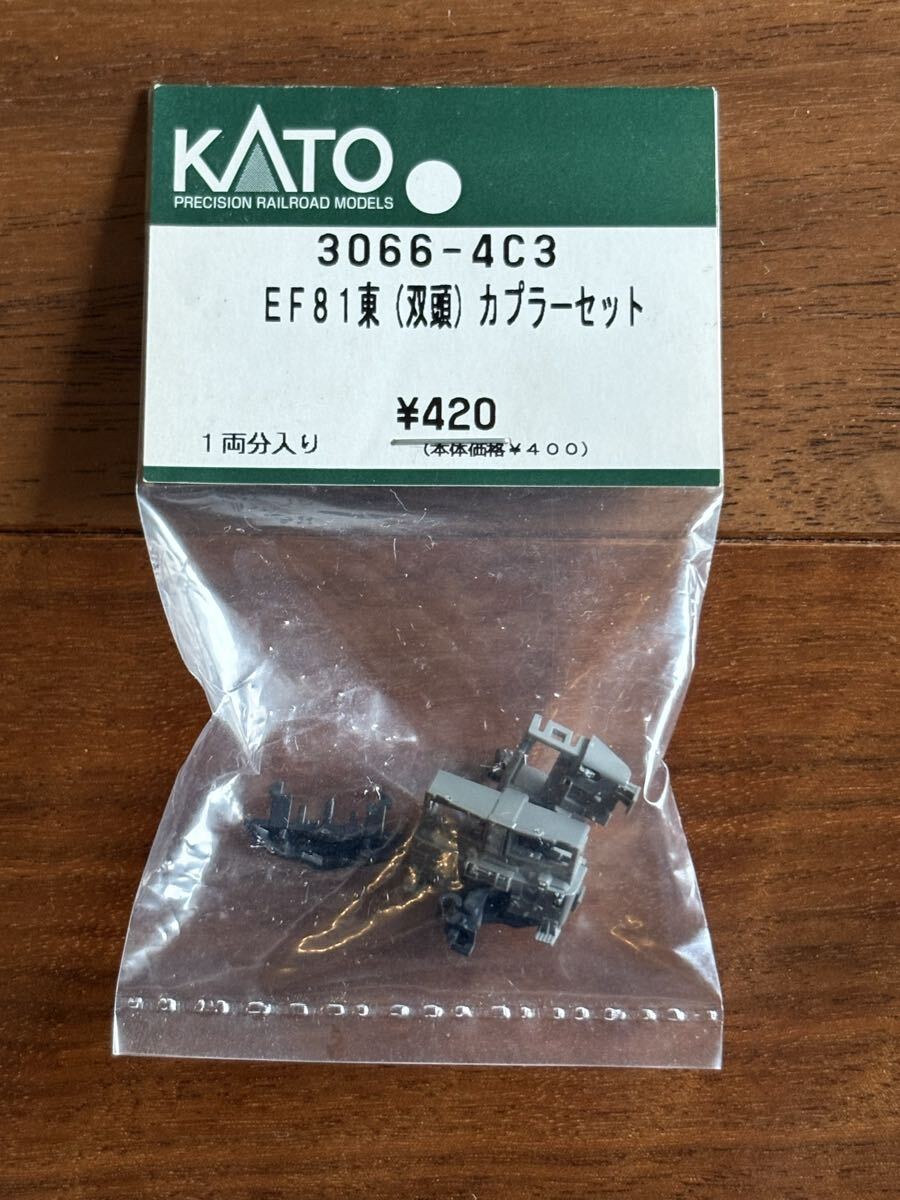 KATO
PRECISION RAILROAD MODELS
3066-4C3
EF81東(双頭)カプラーセット
¥420
1両分入り (本体価格¥400)